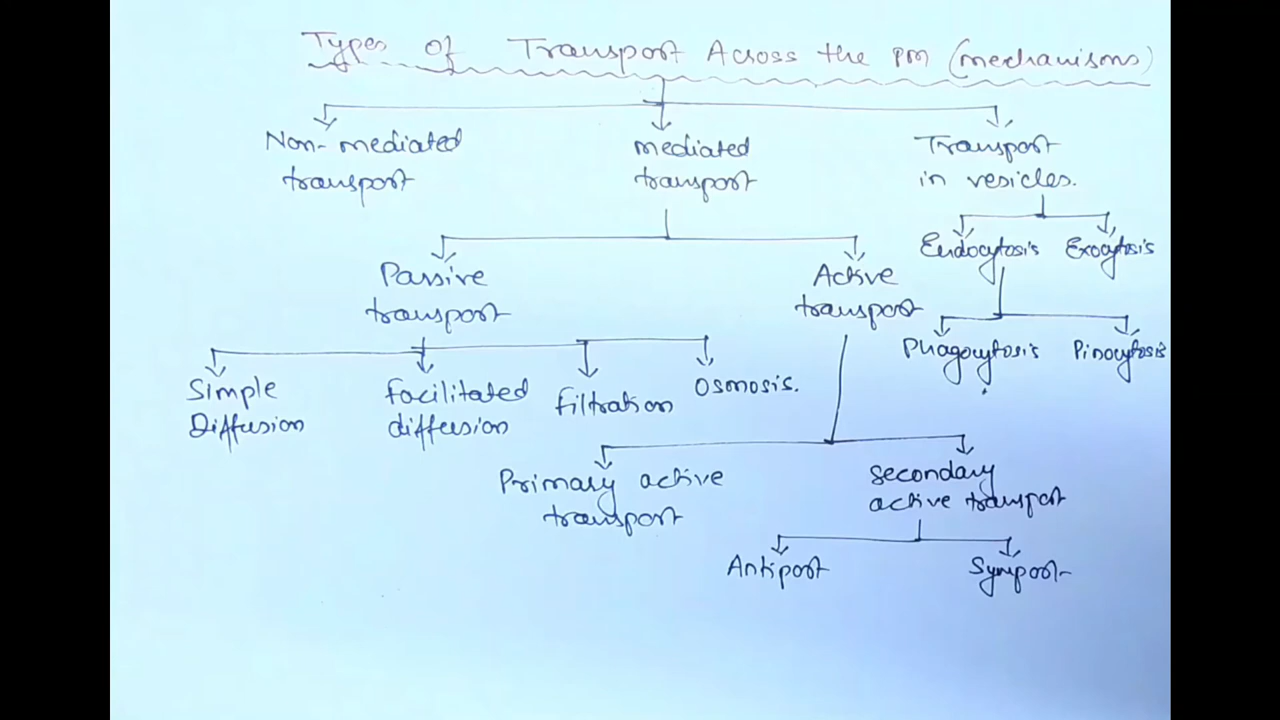 Types of Transport Across the PM (mechanisms)
Non-mediated
transport
mediated
transport
Transport
in vesicles.
Endocytosis
Exocytosis
Passive
transport
Active
transport
Phagocytosis
Pinocytosis
Simple
Diffusion
facilitated
diffusion
filtration
osmosis.
Primary active
transport
secondary
active transport
Antiport
Symport